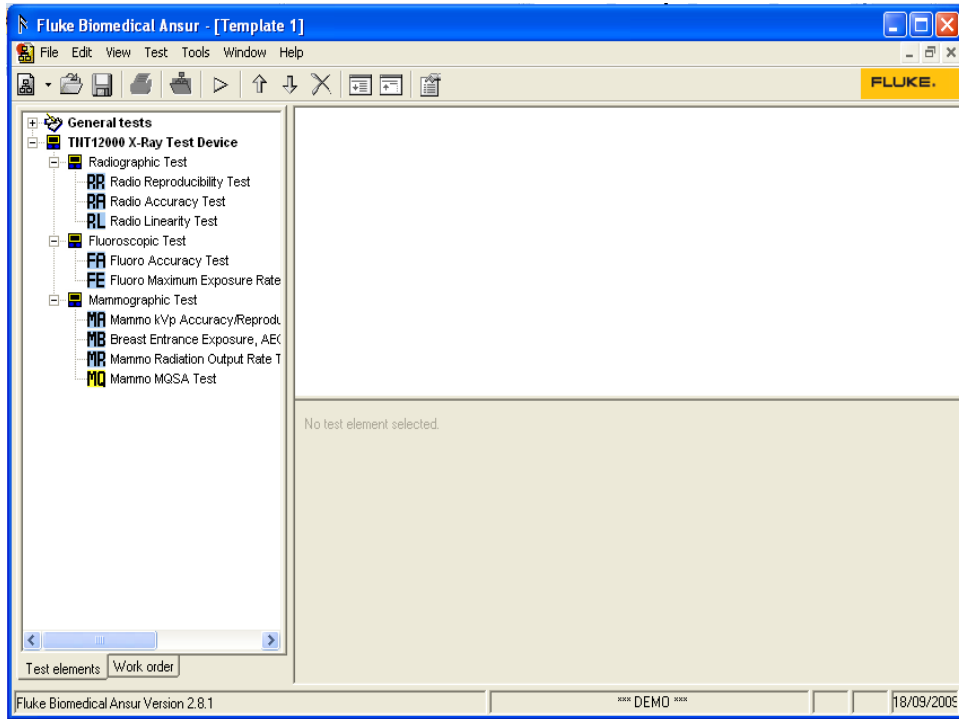 Fluke Biomedical Ansur - [Template 1]
File Edit View Test Tools Window Help
FLUKE.
General tests
TNT12000 X-Ray Test Device
Radiographic Test
RR Radio Reproducibility Test
RA Radio Accuracy Test
RL Radio Linearity Test
Fluoroscopic Test
FA Fluoro Accuracy Test
FE Fluoro Maximum Exposure Rate
Mammographic Test
MA Mammo kVp Accuracy/Reprodu
MB Breast Entrance Exposure, AEC
MR Mammo Radiation Output Rate T
MQ Mammo MQSA Test
No test element selected.
Test elements Work order
Fluke Biomedical Ansur Version 2.8.1 *** DEMO *** 18/09/2009